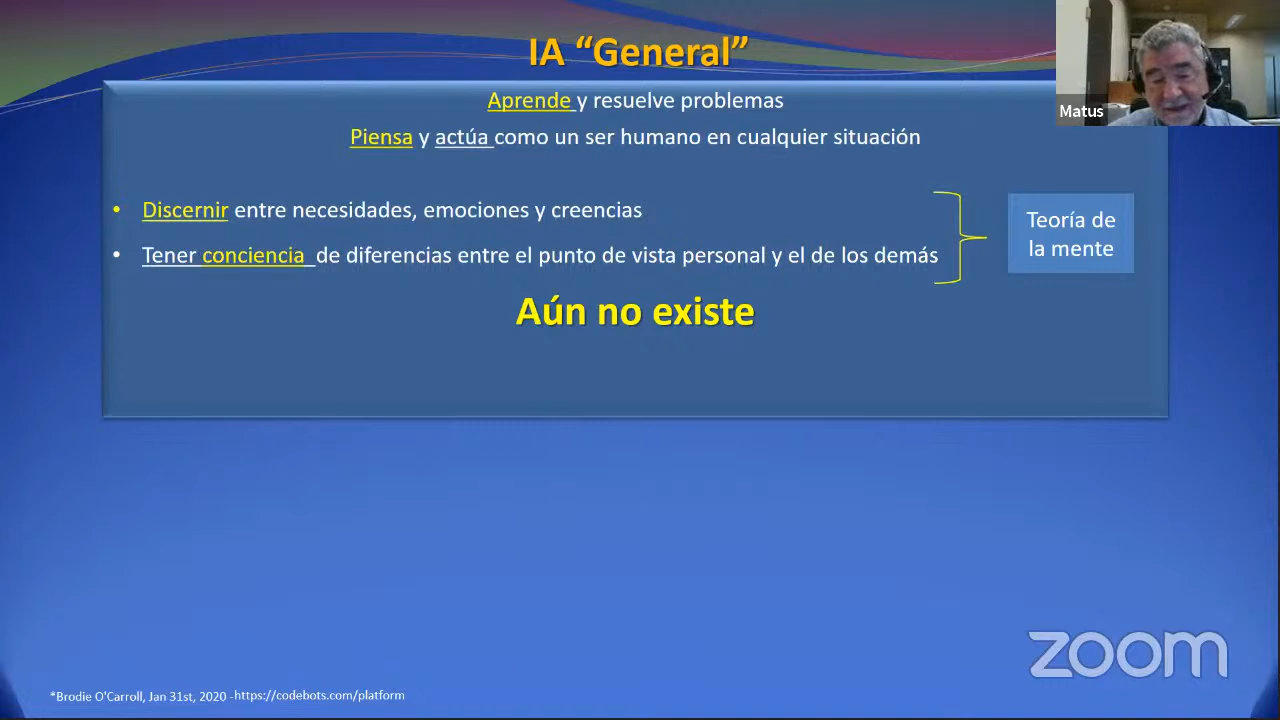 IA “General”
Aprende y resuelve problemas
Matus
Piensa y actúa como un ser humano en cualquier situación
• Discernir entre necesidades, emociones y creencias
• Tener conciencia de diferencias entre el punto de vista personal y el de los demás
Teoría de
la mente
Aún no existe
zoom
*Brodie O'Carroll, Jan 31st, 2020 -https://codebots.com/platform